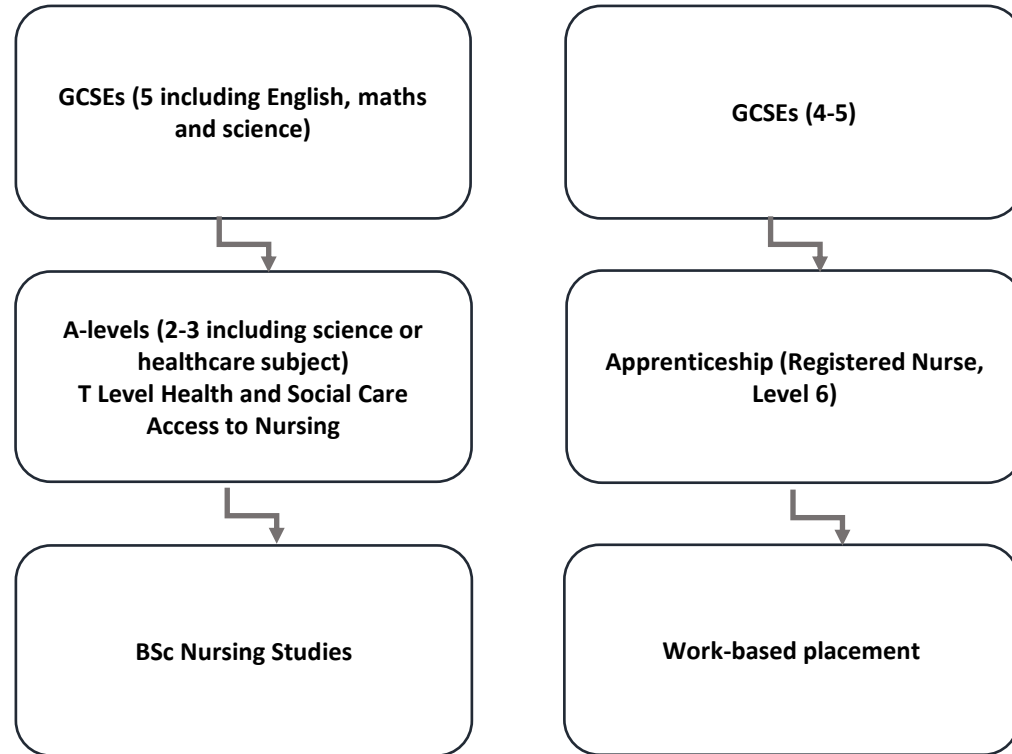 GCSEs (5 including English, maths
and science)
A-levels (2-3 including science or
healthcare subject)
T Level Health and Social Care
Access to Nursing
BSc Nursing Studies
GCSEs (4-5)
Apprenticeship (Registered Nurse,
Level 6)
Work-based placement